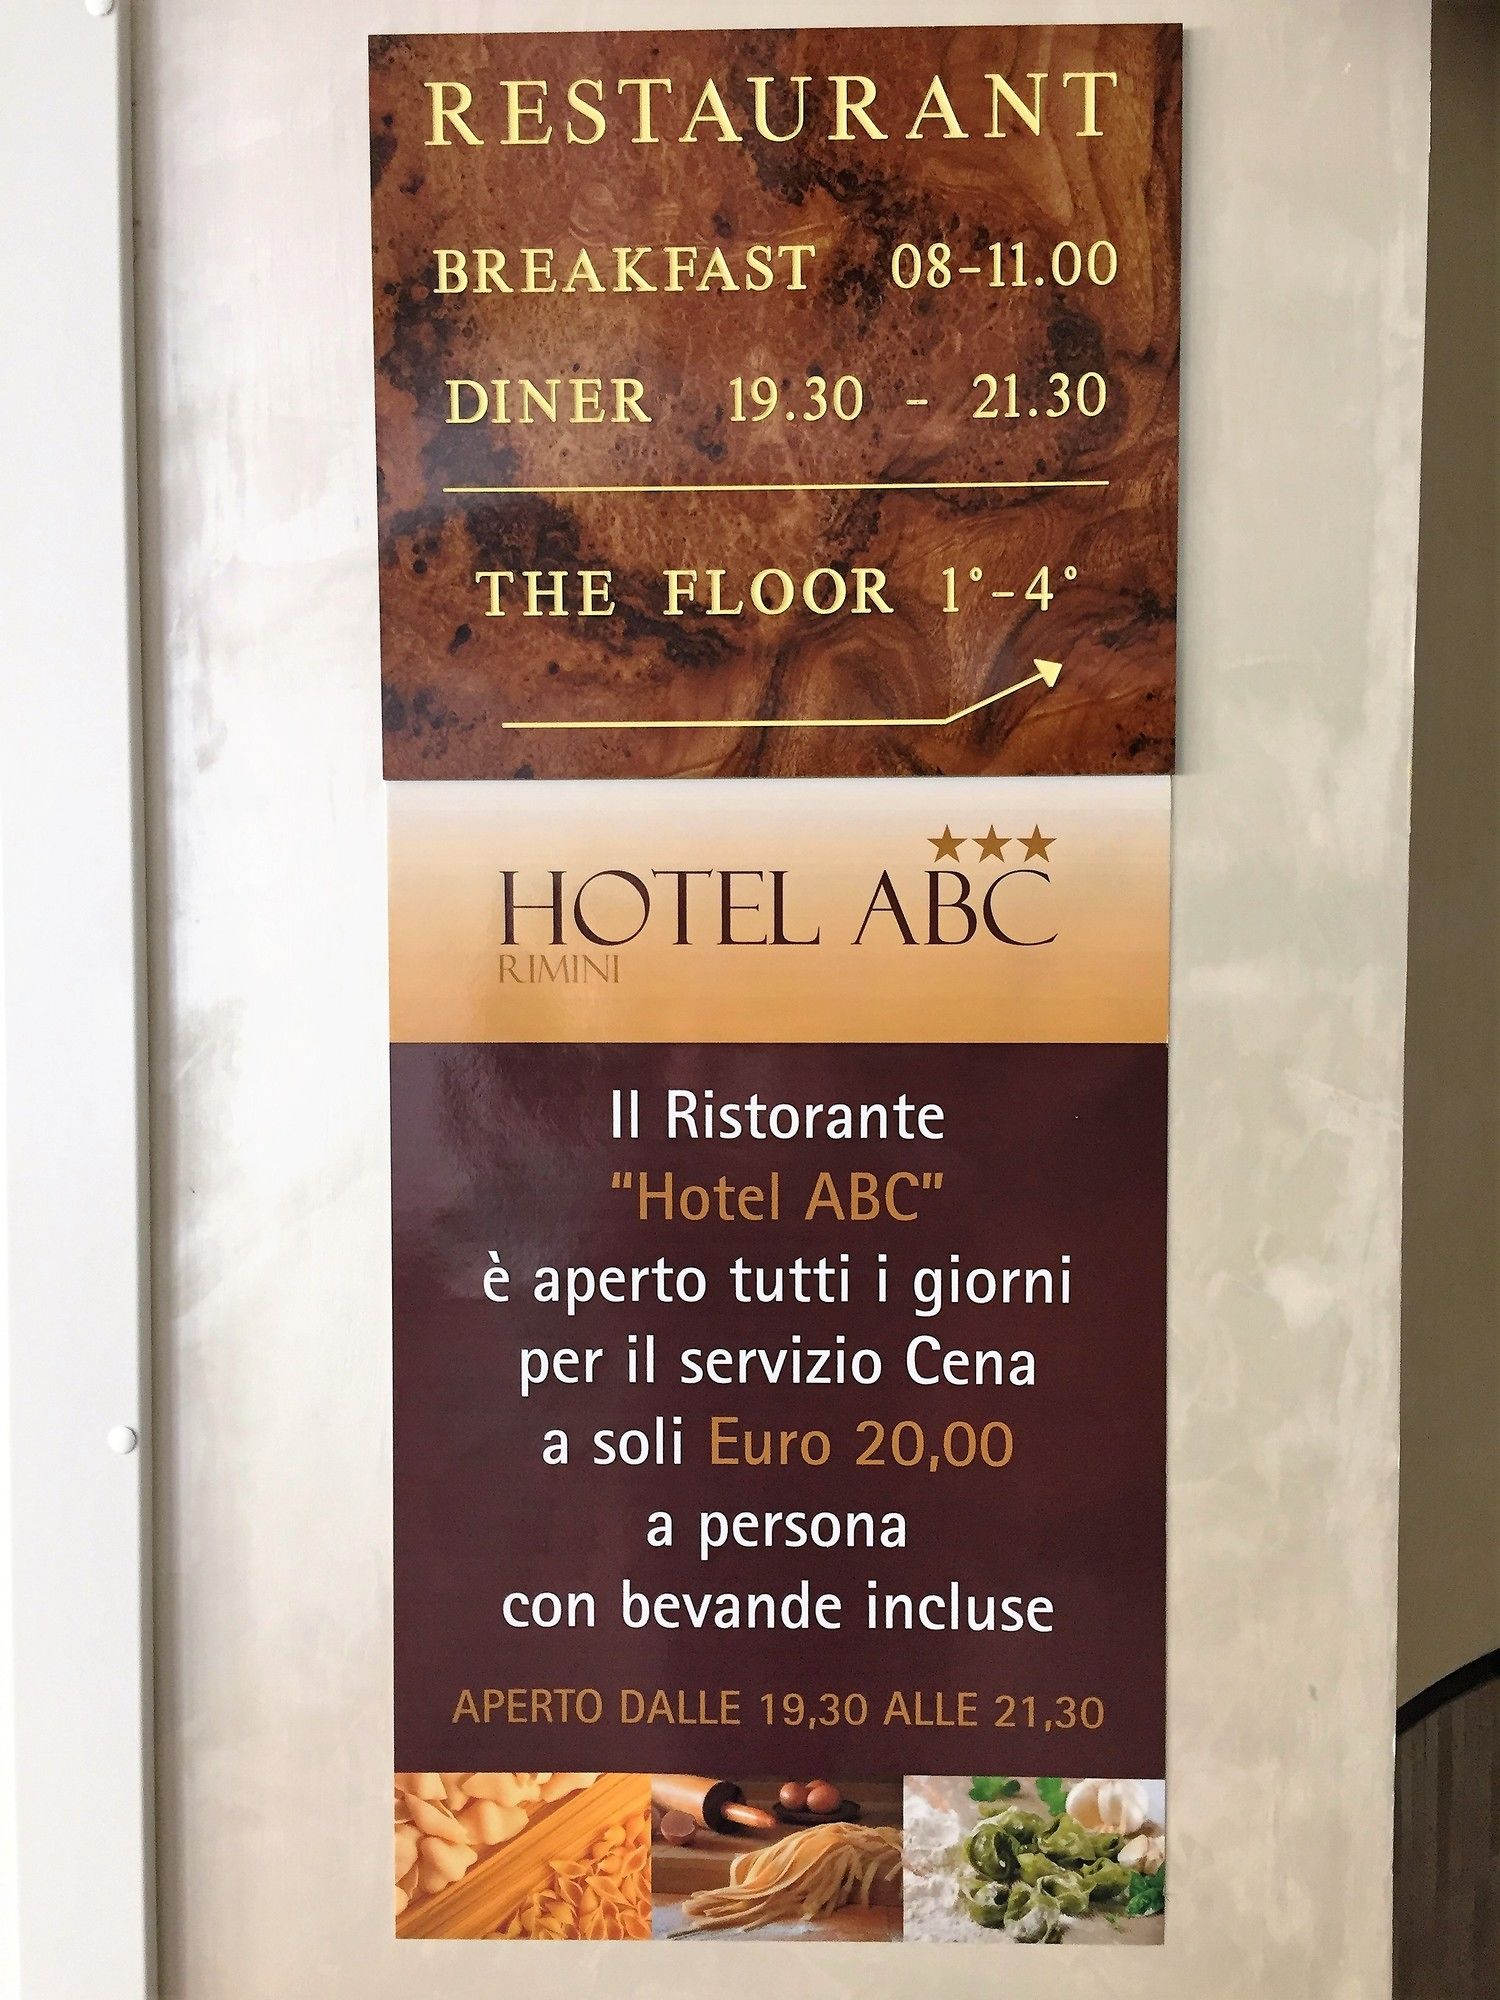 RESTAURANT
BREAKFAST 08-11.00
DINER 19.30 - 21.30
THE FLOOR 1°-4°
★★★
HOTEL ABC
RIMINI
Il Ristorante
“Hotel ABC”
è aperto tutti i giorni
per il servizio Cena
a soli Euro 20,00
a persona
con bevande incluse
APERTO DALLE 19,30 ALLE 21,30